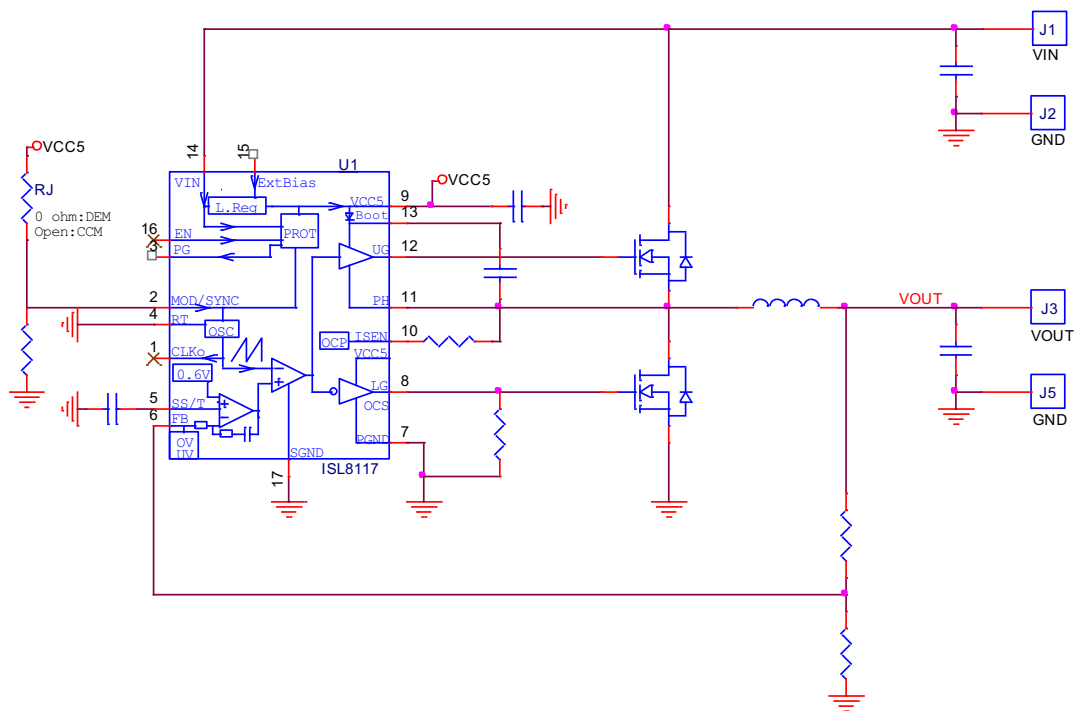 J1
VIN
J2
GND
VCC5
RJ
0 ohm:DEM
Open:CCM
14
15
U1
VIN
ExtBias
L.Reg
VCC5
9
VCC5
Boot
13
PROT
16
EN
3
PG
UG
12
2
MOD/SYNC
PH
11
4
RT
OSC
OCP
ISEN
10
VCC5
1
CLKo
0.6V
LG
8
OCS
5
SS/T
6
FB
OV
UV
PGND
7
SGND
17
ISL8117
VOUT
J3
VOUT
J5
GND